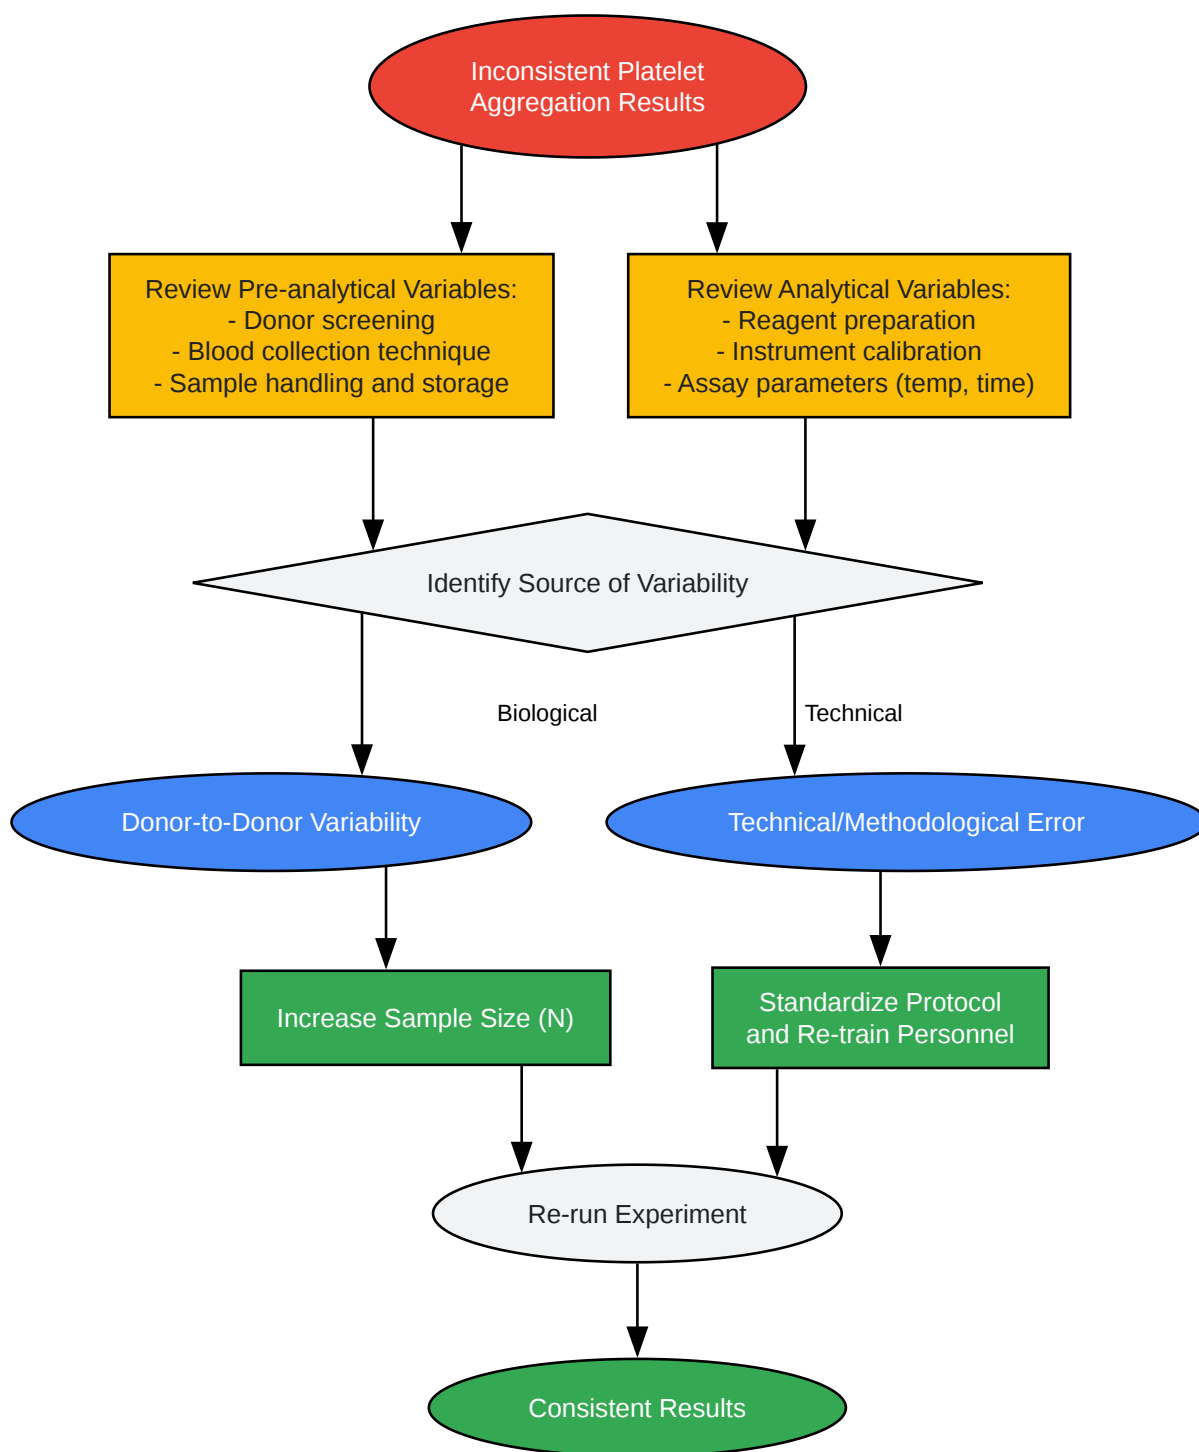 Inconsistent Platelet
Aggregation Results
Review Pre-analytical Variables:
- Donor screening
- Blood collection technique
- Sample handling and storage
Review Analytical Variables:
- Reagent preparation
- Instrument calibration
- Assay parameters (temp, time)
Identify Source of Variability
Biological
Technical
Donor-to-Donor Variability
Technical/Methodological Error
Increase Sample Size (N)
Standardize Protocol
and Re-train Personnel
Re-run Experiment
Consistent Results